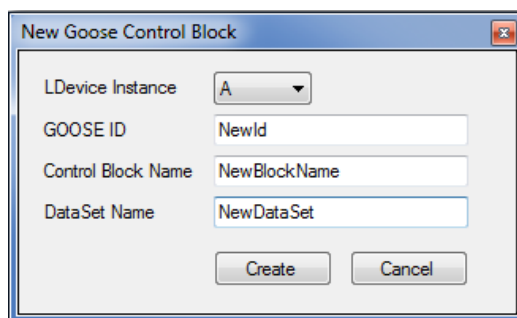 New Goose Control Block
LDevice Instance A
GOOSE ID NewId
Control Block Name NewBlockName
DataSet Name NewDataSet
Create Cancel